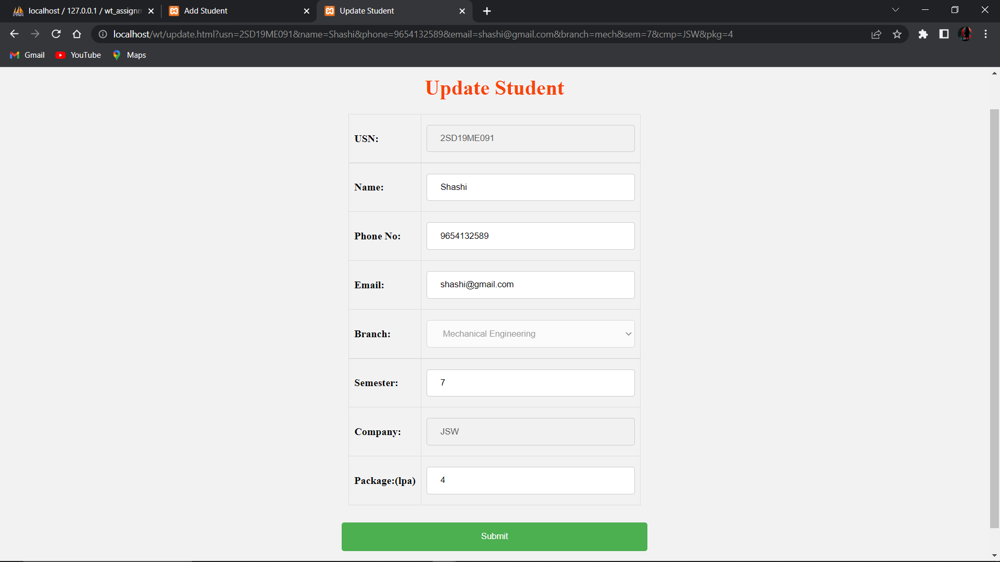 localhost / 127.0.0.1 / wt_assignm
Add Student
Update Student
localhost/wt/update.html?usn=2SD19ME091&name=Shashi&phone=9654132589&email=shashi@gmail.com&branch=mech&sem=7&cmp=JSW&pkg=4
Gmail
YouTube
Maps
Update Student
USN:
2SD19ME091
Name:
Shashi
Phone No:
9654132589
Email:
shashi@gmail.com
Branch:
Mechanical Engineering
Semester:
7
Company:
JSW
Package:(lpa)
4
Submit